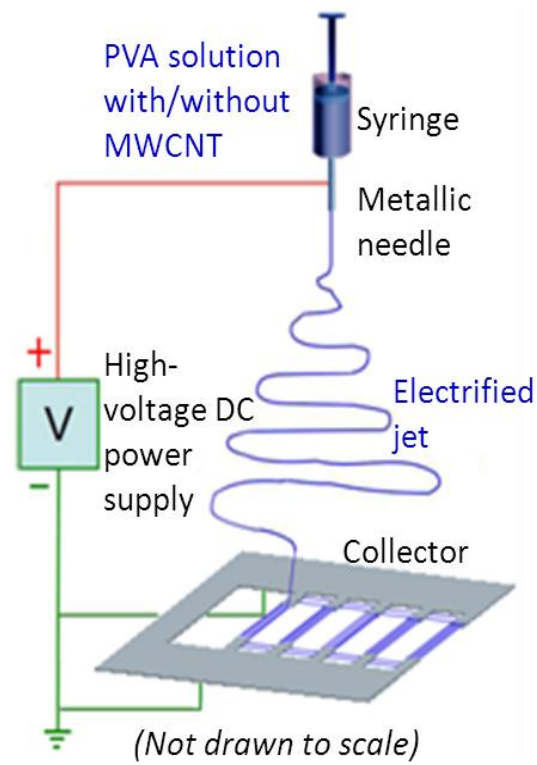 PVA solution
with/without
MWCNT
Syringe
Metallic
needle
+
High-
voltage DC
power
supply
V
-
Electrified
jet
Collector
(Not drawn to scale)